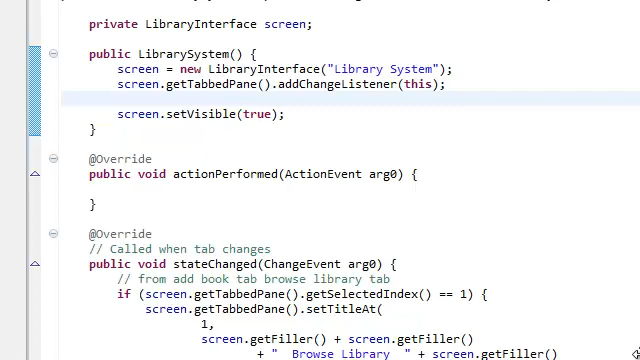 private LibraryInterface screen;
public LibrarySystem() {
screen = new LibraryInterface("Library System");
screen.getTabbedPane().addChangeListener(this);
screen.setVisible(true);
}
@Override
public void actionPerformed(ActionEvent arg0) {
}
@Override
// Called when tab changes
public void stateChanged(ChangeEvent arg0) {
// from add book tab browse library tab
if (screen.getTabbedPane().getSelectedIndex() == 1) {
screen.getTabbedPane().setTitleAt(
1,
screen.getFiller() + screen.getFiller()
+ "  Browse Library  " + screen.getFiller()